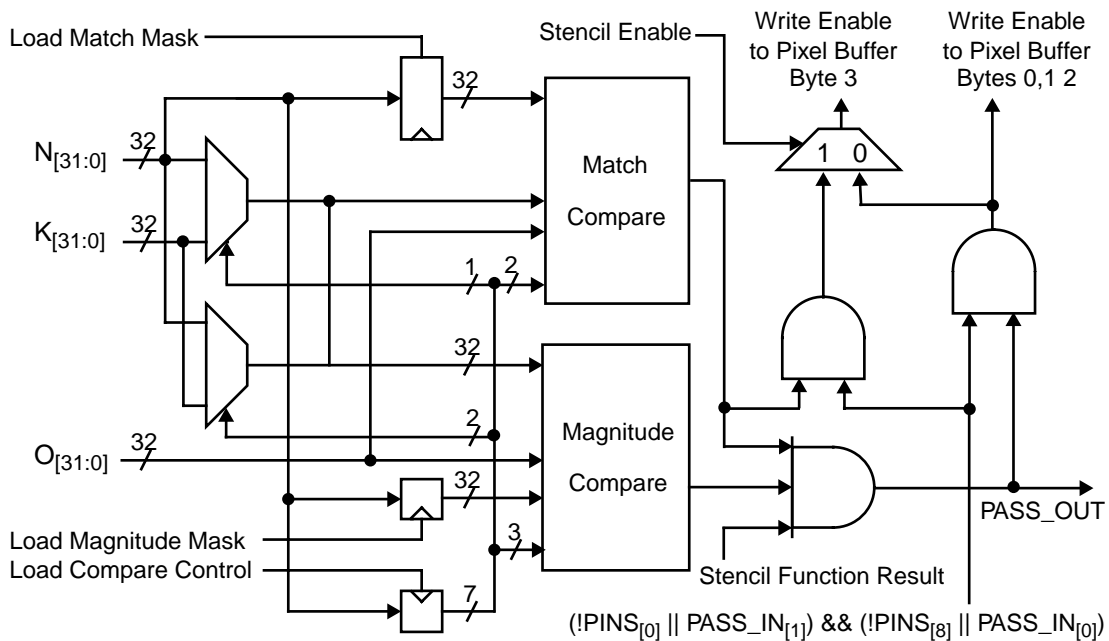 Load Match Mask
Stencil Enable
Write Enable
to Pixel Buffer
Byte 3
Write Enable
to Pixel Buffer
Bytes 0,1 2
32
N[31:0]
32
K[31:0]
32
Match
Compare
1 0
1
2
32
2
O[31:0]
32
32
Magnitude
Compare
3
PASS_OUT
Load Magnitude Mask
Load Compare Control
7
Stencil Function Result
(!PINS[0] || PASS_IN[1]) && (!PINS[8] || PASS_IN[0])